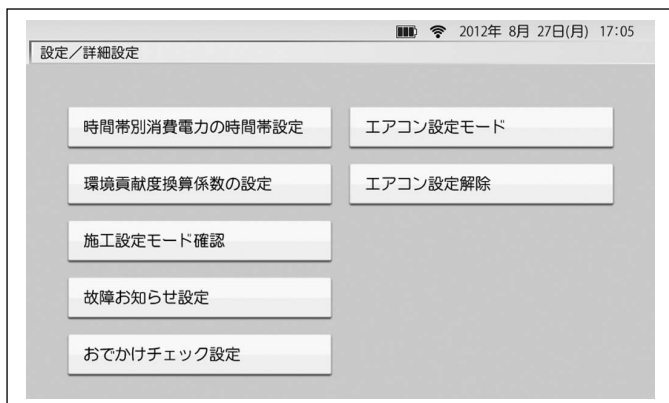 2012年 8月 27日(月) 17:05
設定／詳細設定
時間帯別消費電力の時間帯設定
エアコン設定モード
環境貢献度換算係数の設定
エアコン設定解除
施工設定モード確認
故障お知らせ設定
おでかけチェック設定